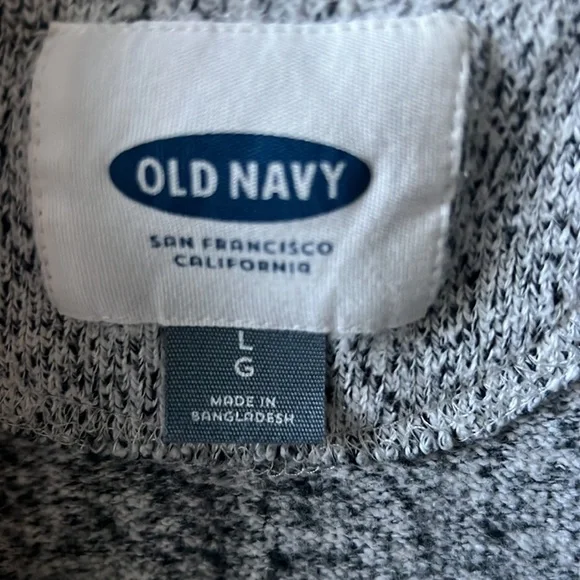 OLD NAVY
SAN FRANCISCO
CALIFORNIA
L
G
MADE IN
BANGLADESH